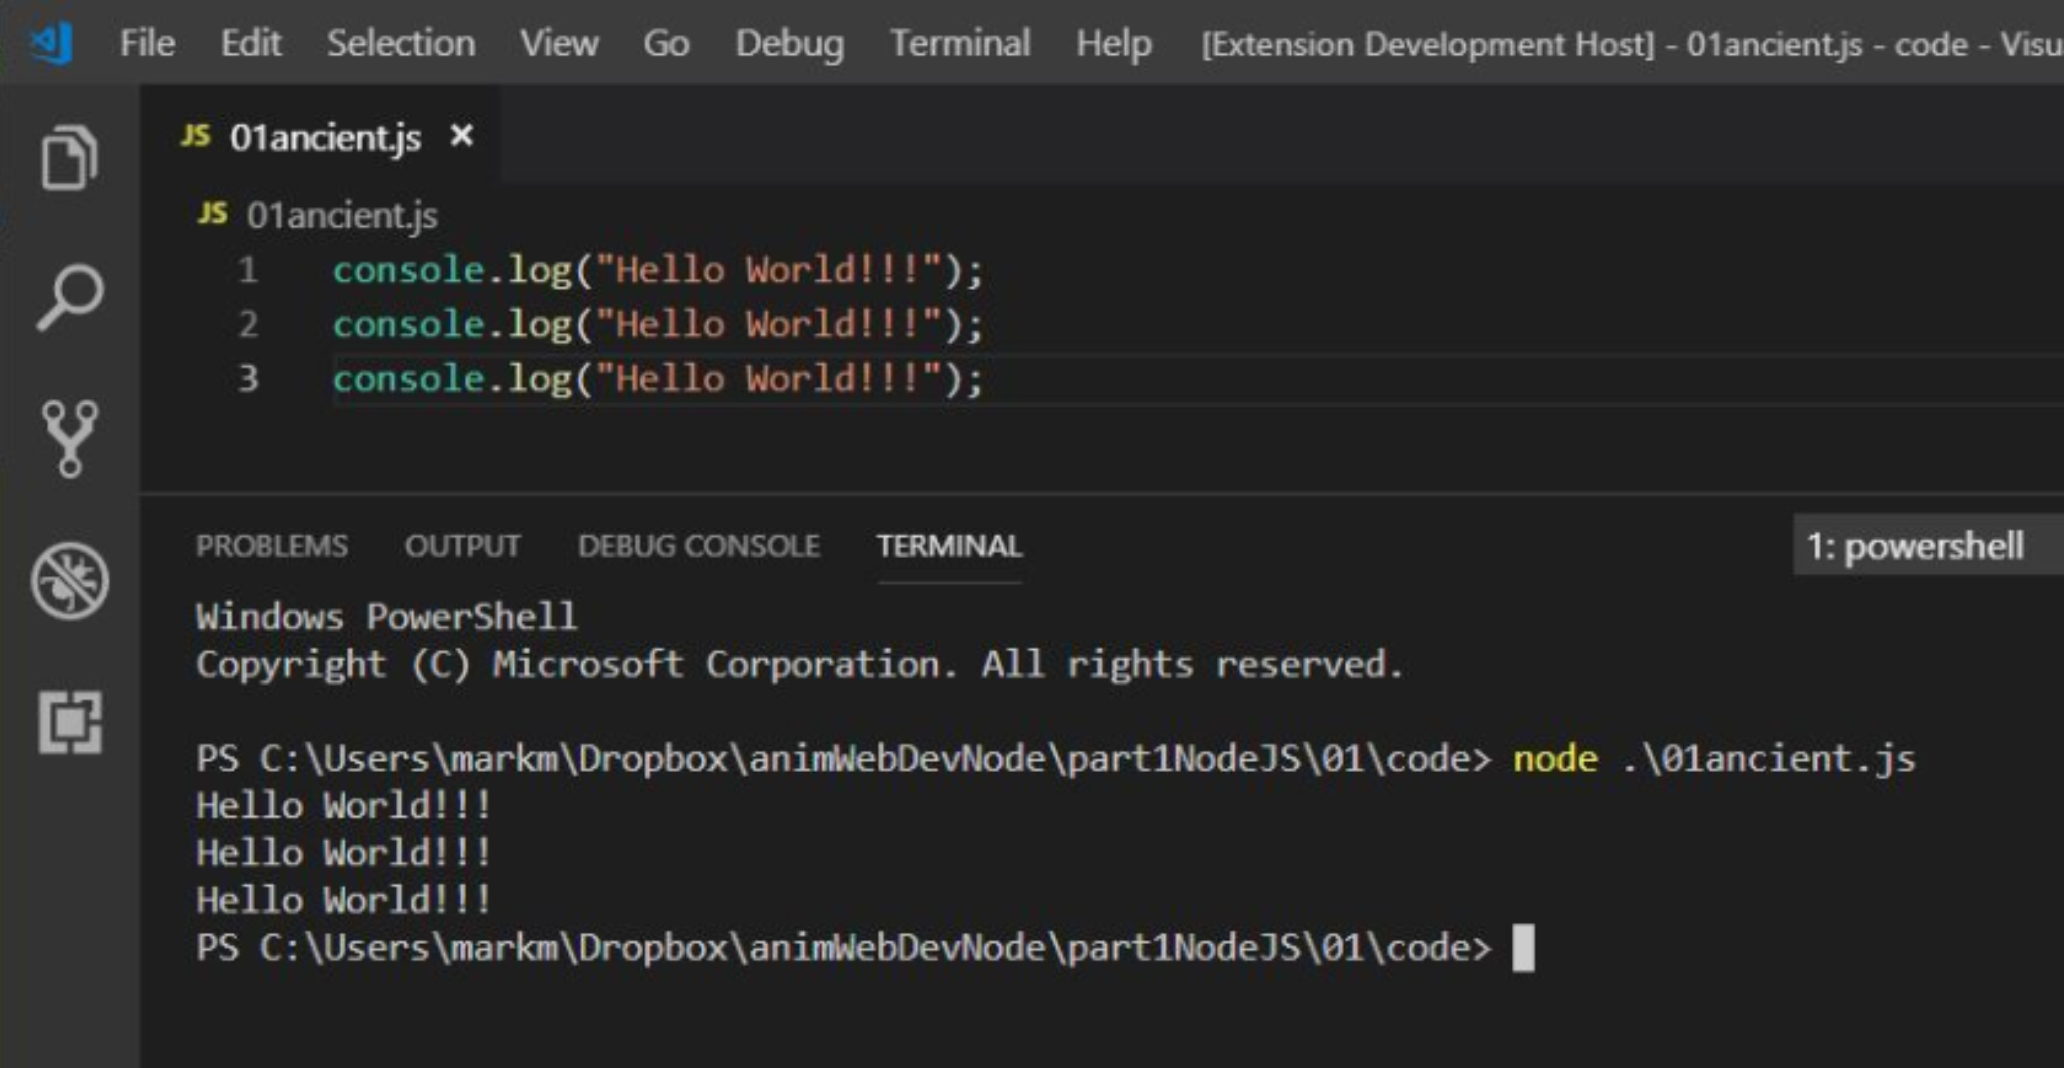 File Edit Selection View Go Debug Terminal Help [Extension Development Host] - 01ancient.js - code - Visu
JS 01ancient.js ×
JS 01ancient.js
1 console.log("Hello World!!!");
2 console.log("Hello World!!!");
3 console.log("Hello World!!!");
PROBLEMS OUTPUT DEBUG CONSOLE TERMINAL 1: powershell
Windows PowerShell
Copyright (C) Microsoft Corporation. All rights reserved.
PS C:\Users\markm\Dropbox\animWebDevNode\part1NodeJS\01\code> node .\01ancient.js
Hello World!!!
Hello World!!!
Hello World!!!
PS C:\Users\markm\Dropbox\animWebDevNode\part1NodeJS\01\code>